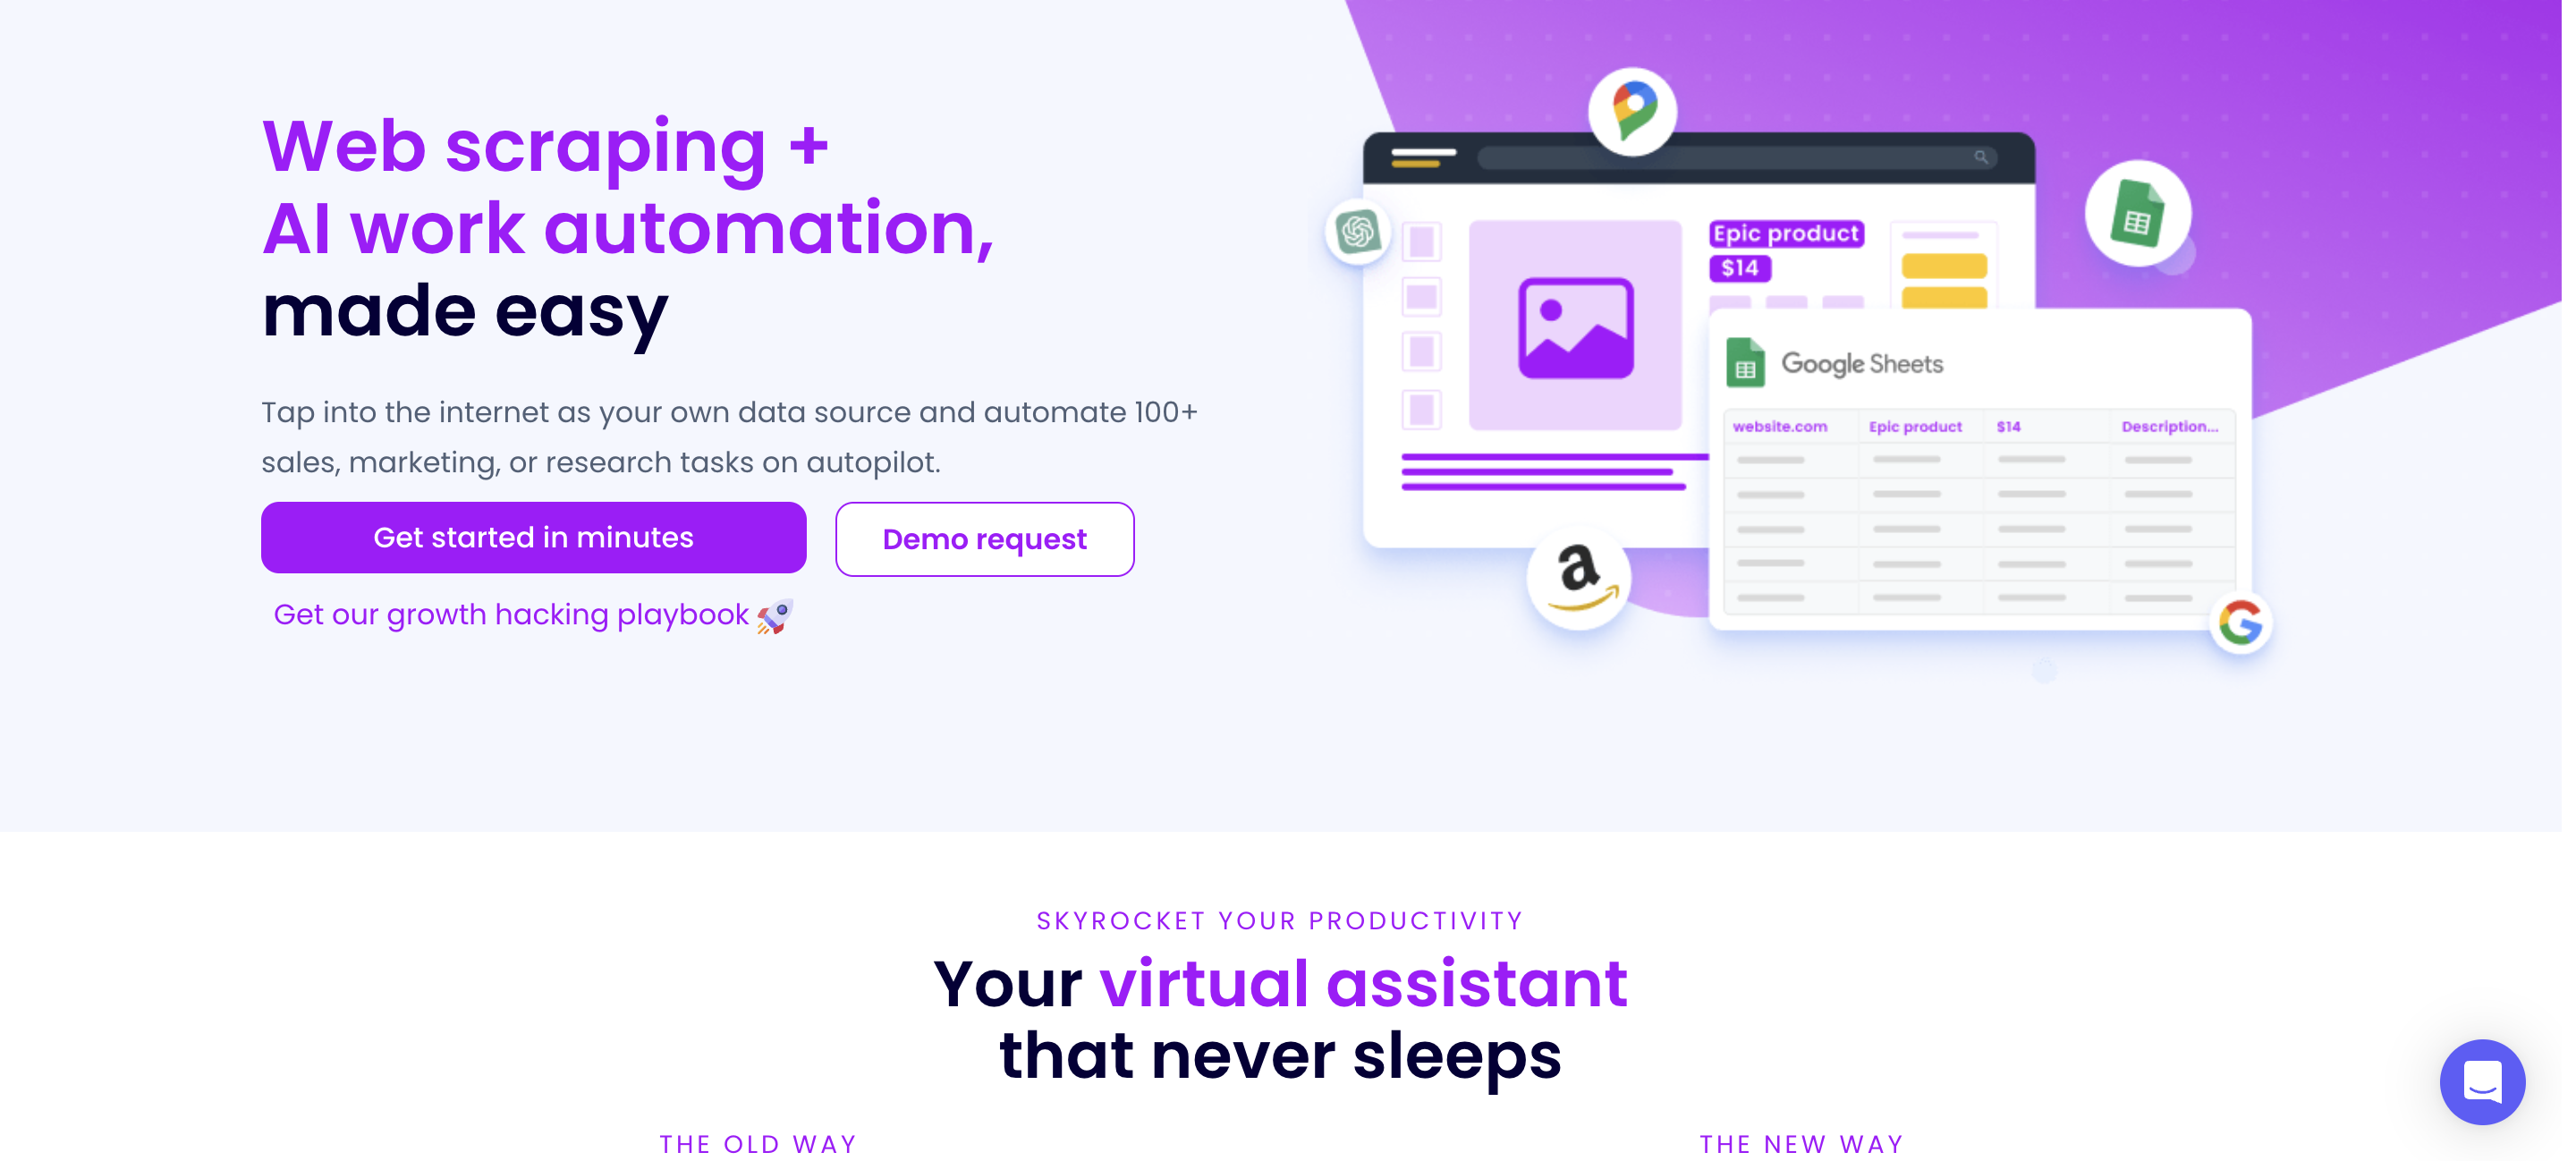 Web scraping +
AI work automation,
made easy
Tap into the internet as your own data source and automate 100+
sales, marketing, or research tasks on autopilot.
Get started in minutes
Demo request
Get our growth hacking playbook 🚀
Epic product
$14
Google Sheets
website.com Epic product $14 Description...
SKYROCKET YOUR PRODUCTIVITY
Your virtual assistant
that never sleeps
THE OLD WAY
THE NEW WAY